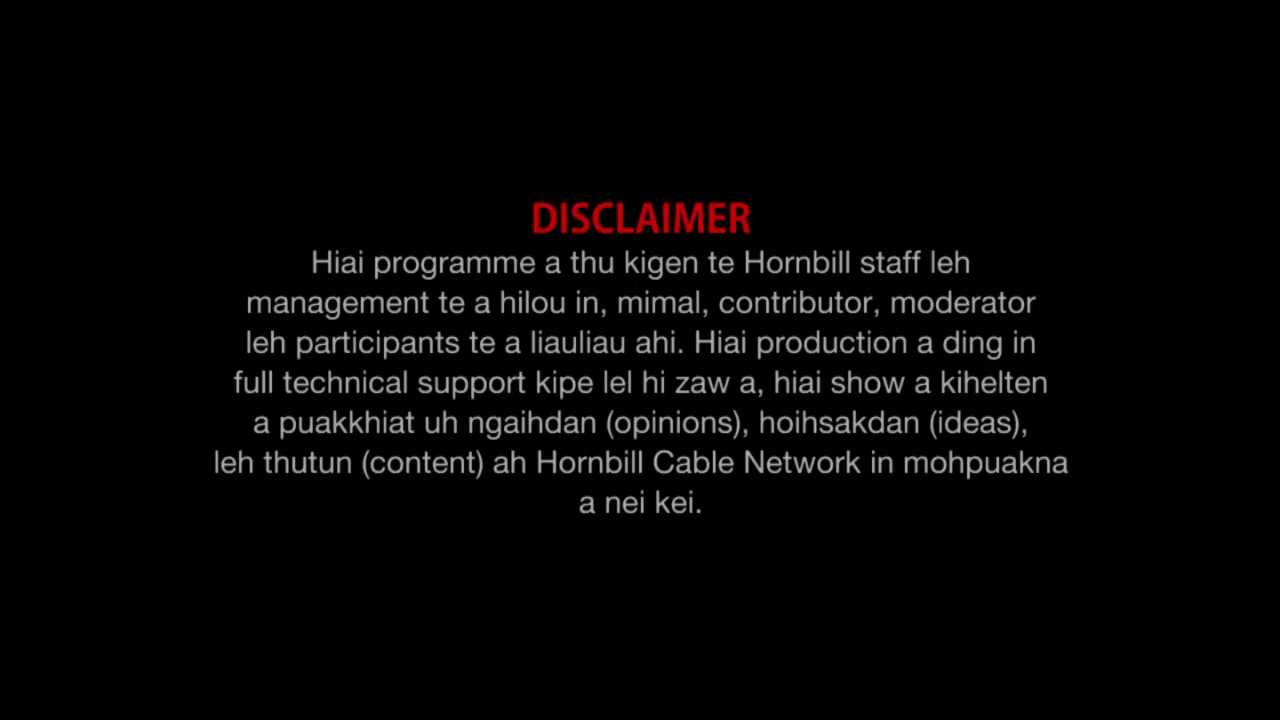 DISCLAIMER
Hiai programme a thu kigen te Hornbill staff leh
management te a hilou in, mimal, contributor, moderator
leh participants te a liauliau ahi. Hiai production a ding in
full technical support kipe lel hi zaw a, hiai show a kihelten
a puakkhiat uh ngaihdan (opinions), hoihsakdan (ideas),
leh thutun (content) ah Hornbill Cable Network in mohpuakna
a nei kei.